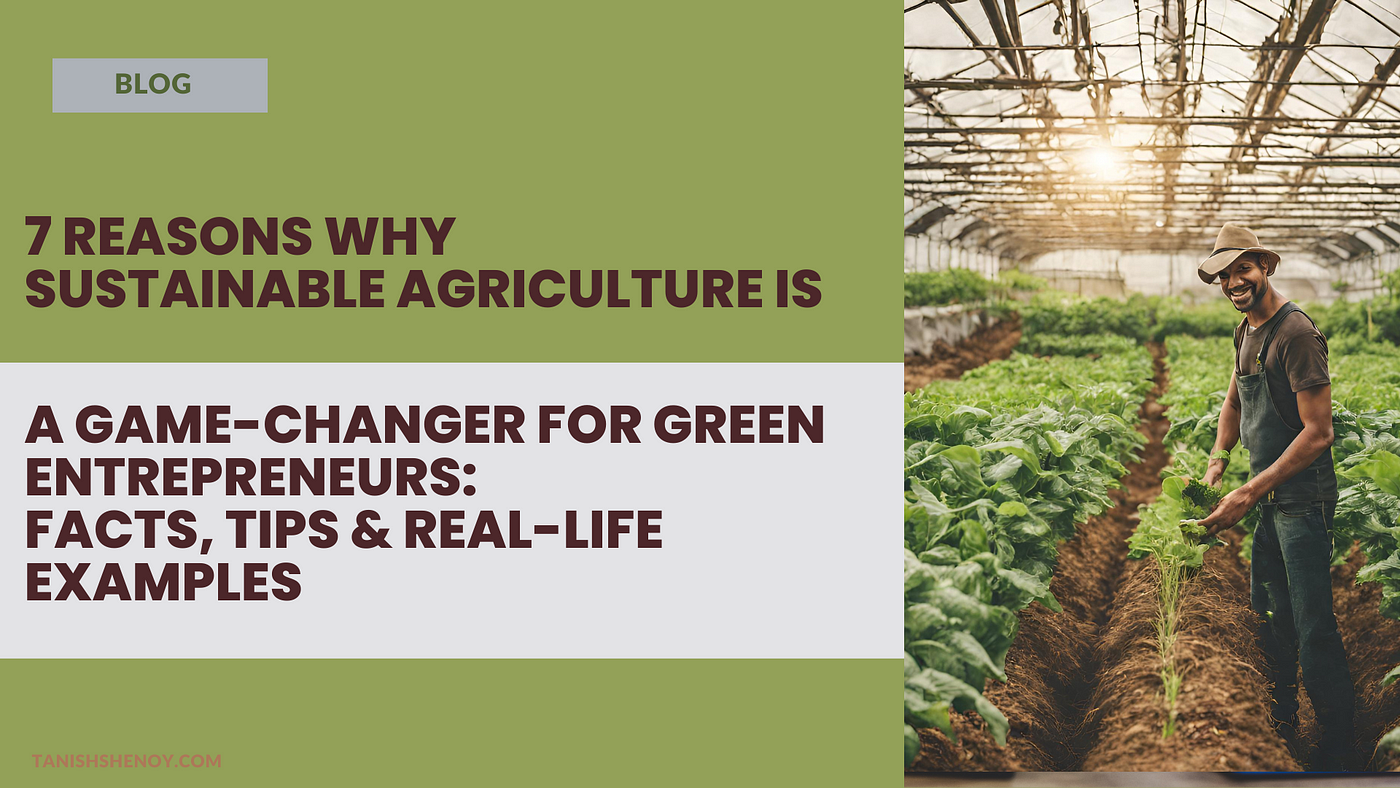 BLOG
7 REASONS WHY
SUSTAINABLE AGRICULTURE IS
A GAME-CHANGER FOR GREEN
ENTREPRENEURS:
FACTS, TIPS & REAL-LIFE
EXAMPLES
TANISHSHENOY.COM